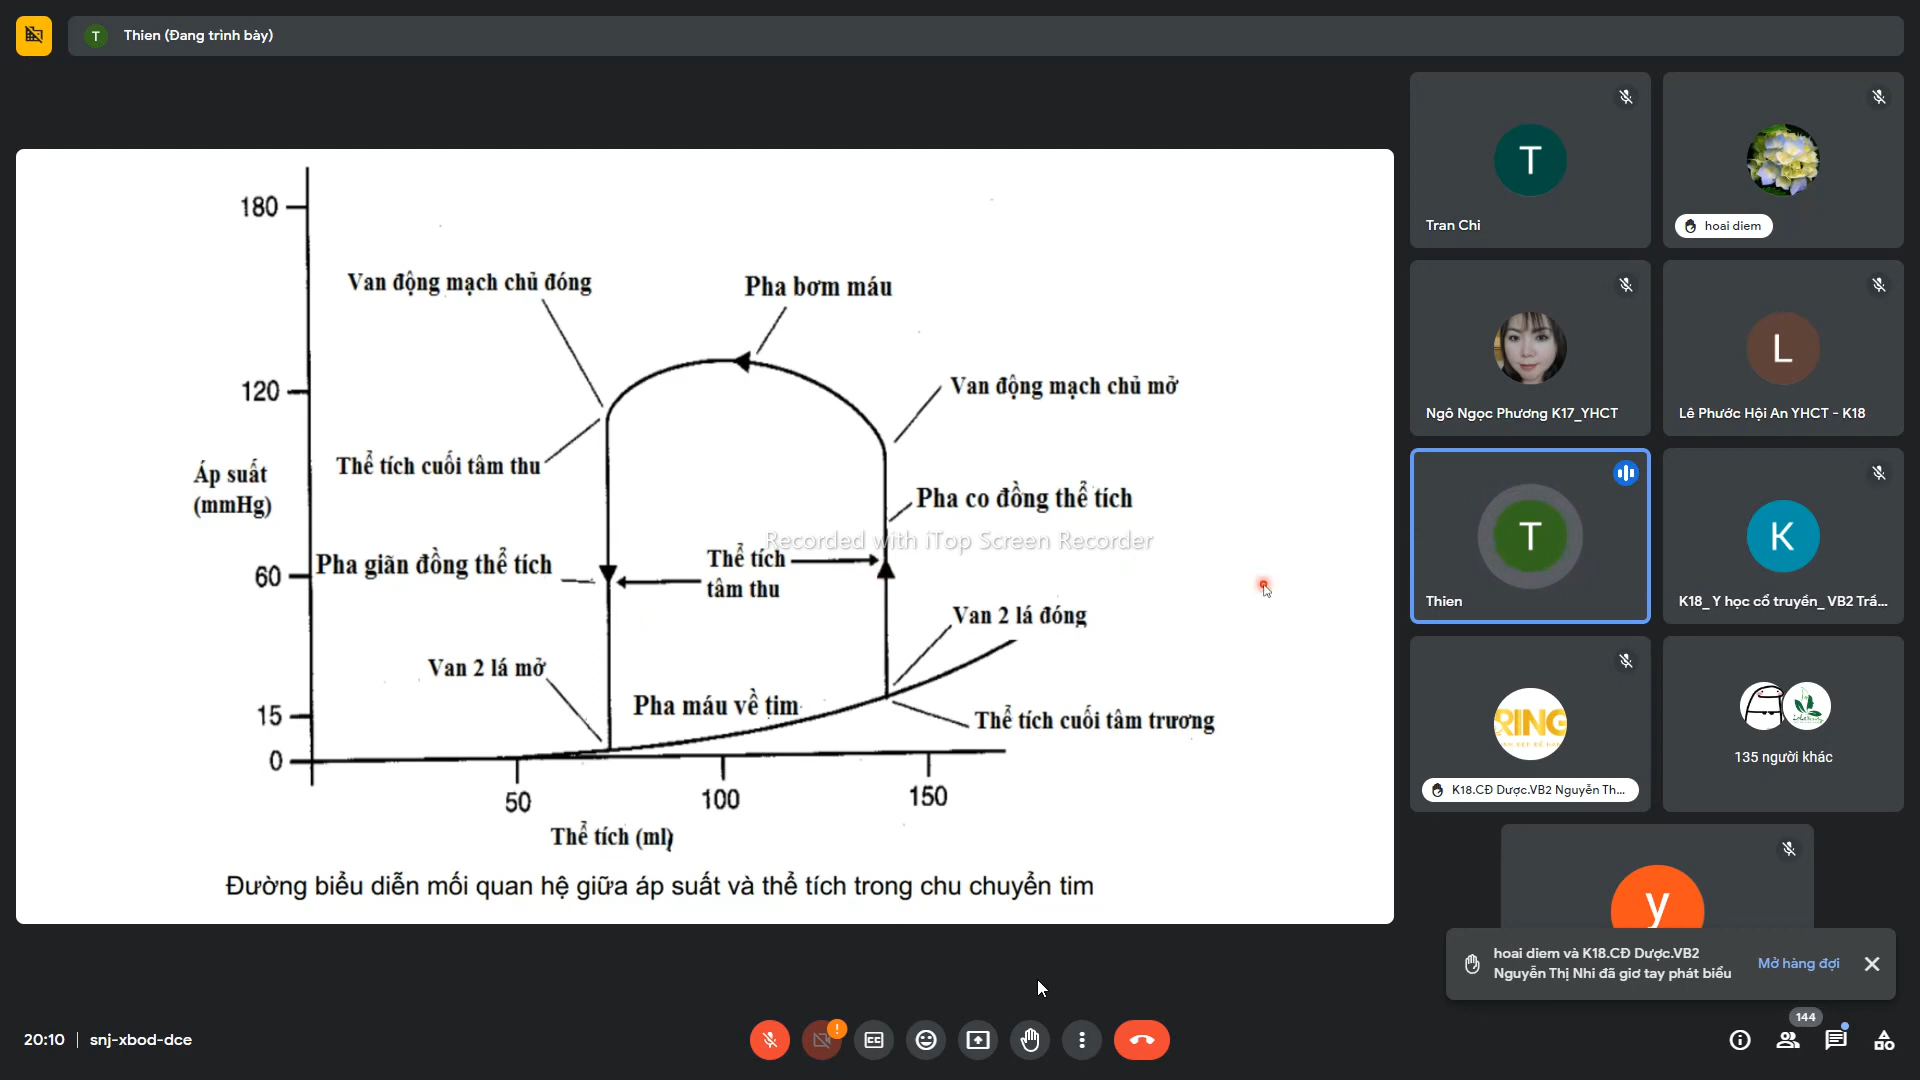 T
Thien (Đang trình bày)
180
120
60
15
0
50
100
150
Áp suất
(mmHg)
Thể tích (ml)
Van động mạch chủ đóng
Pha bơm máu
Van động mạch chủ mở
Thể tích cuối tâm thu
Pha co đồng thể tích
Recorded with iTop Screen Recorder
Pha giãn đồng thể tích
Thể tích
tâm thu
Van 2 lá đóng
Van 2 lá mở
Pha máu về tim
Thể tích cuối tâm trương
Đường biểu diễn mối quan hệ giữa áp suất và thể tích trong chu chuyển tim
T
Tran Chi
hoai diem
Ngô Ngọc Phương K17_YHCT
L
Lê Phước Hội An YHCT - K18
T
Thien
K
K18_ Y học cổ truyền_ VB2 Trầ...
RING
K18.CĐ Dược.VB2 Nguyễn Th...
135 người khác
y
hoai diem và K18.CĐ Dược.VB2
Nguyễn Thị Nhi đã giơ tay phát biểu
Mở hàng đợi
20:10
snj-xbod-dce
144